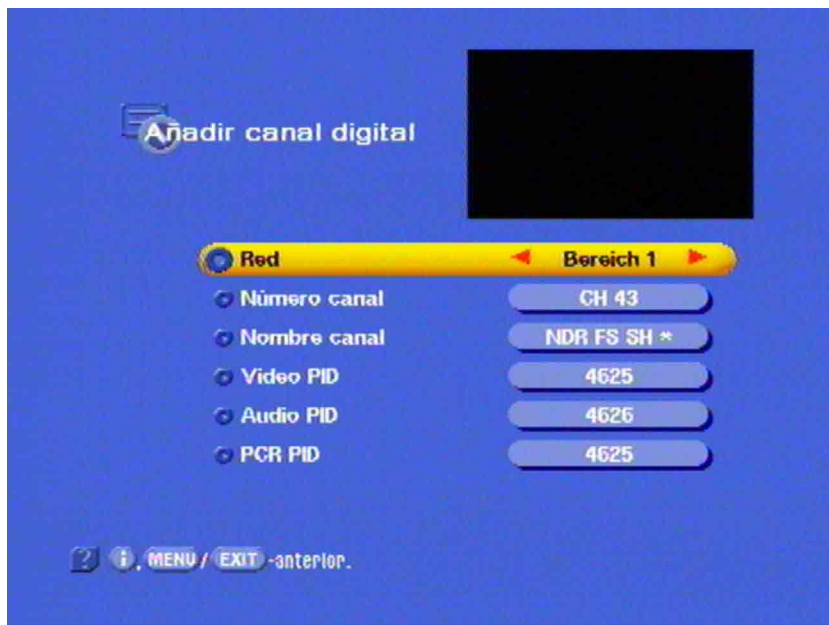 Añadir canal digital
Red Bereich 1
Número canal CH 43
Nombre canal NDR FS SH *
Video PID 4625
Audio PID 4626
PCR PID 4625
? i, MENU / EXIT -anterior.